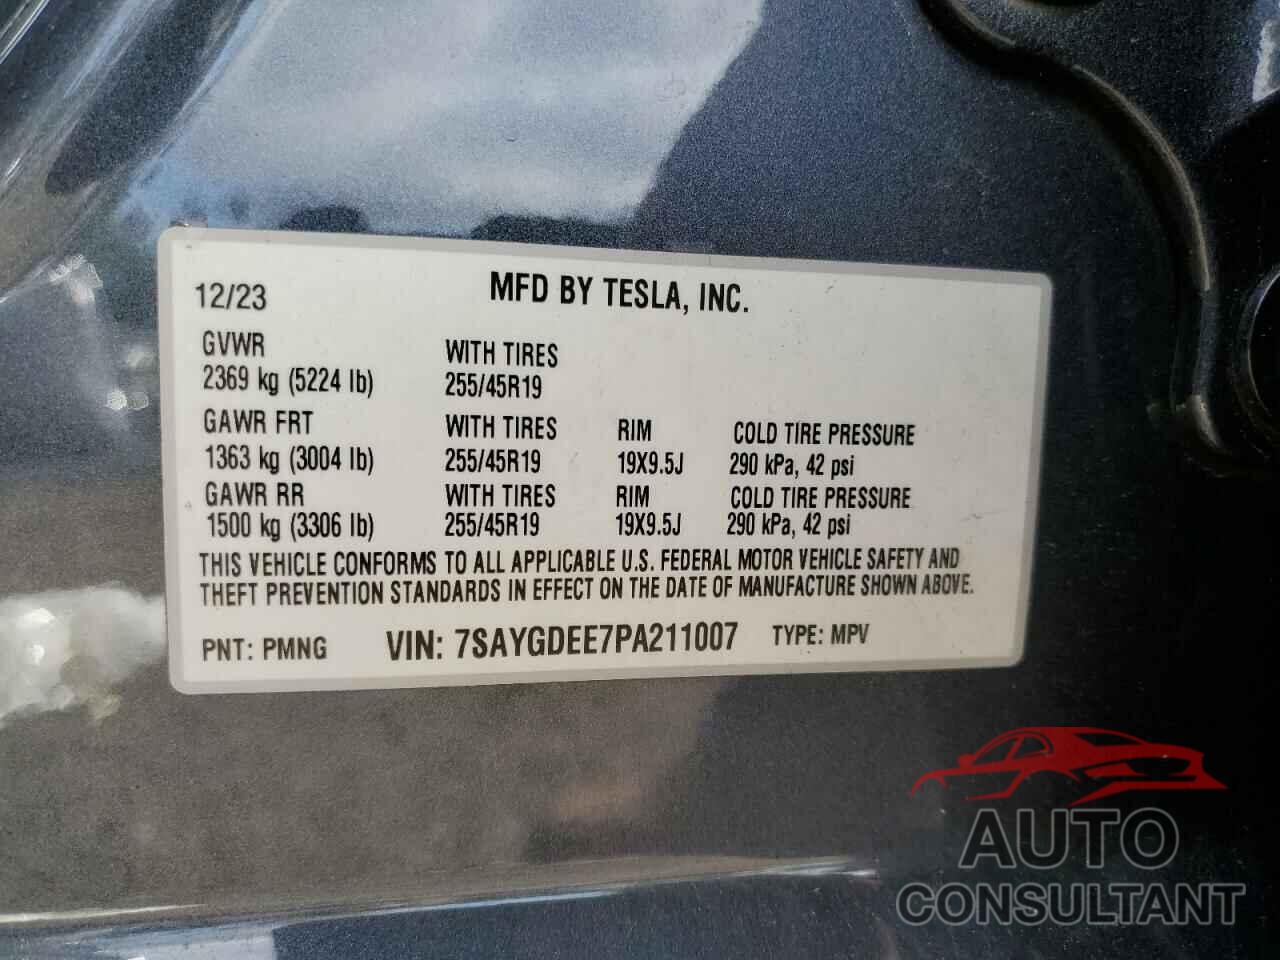 12/23 MFD BY TESLA, INC.
GVWR WITH TIRES
2369 kg (5224 lb) 255/45R19
GAWR FRT WITH TIRES RIM COLD TIRE PRESSURE
1363 kg (3004 lb) 255/45R19 19X9.5J 290 kPa, 42 psi
GAWR RR WITH TIRES RIM COLD TIRE PRESSURE
1500 kg (3306 lb) 255/45R19 19X9.5J 290 kPa, 42 psi
THIS VEHICLE CONFORMS TO ALL APPLICABLE U.S. FEDERAL MOTOR VEHICLE SAFETY AND
THEFT PREVENTION STANDARDS IN EFFECT ON THE DATE OF MANUFACTURE SHOWN ABOVE.
PNT: PMNG VIN: 7SAYGDEE7PA211007 TYPE: MPV
AUTO
CONSULTANT